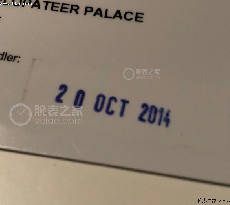 ATEER PALACE
dler:
20 OCT 2014
腕表之家
xbiao.com